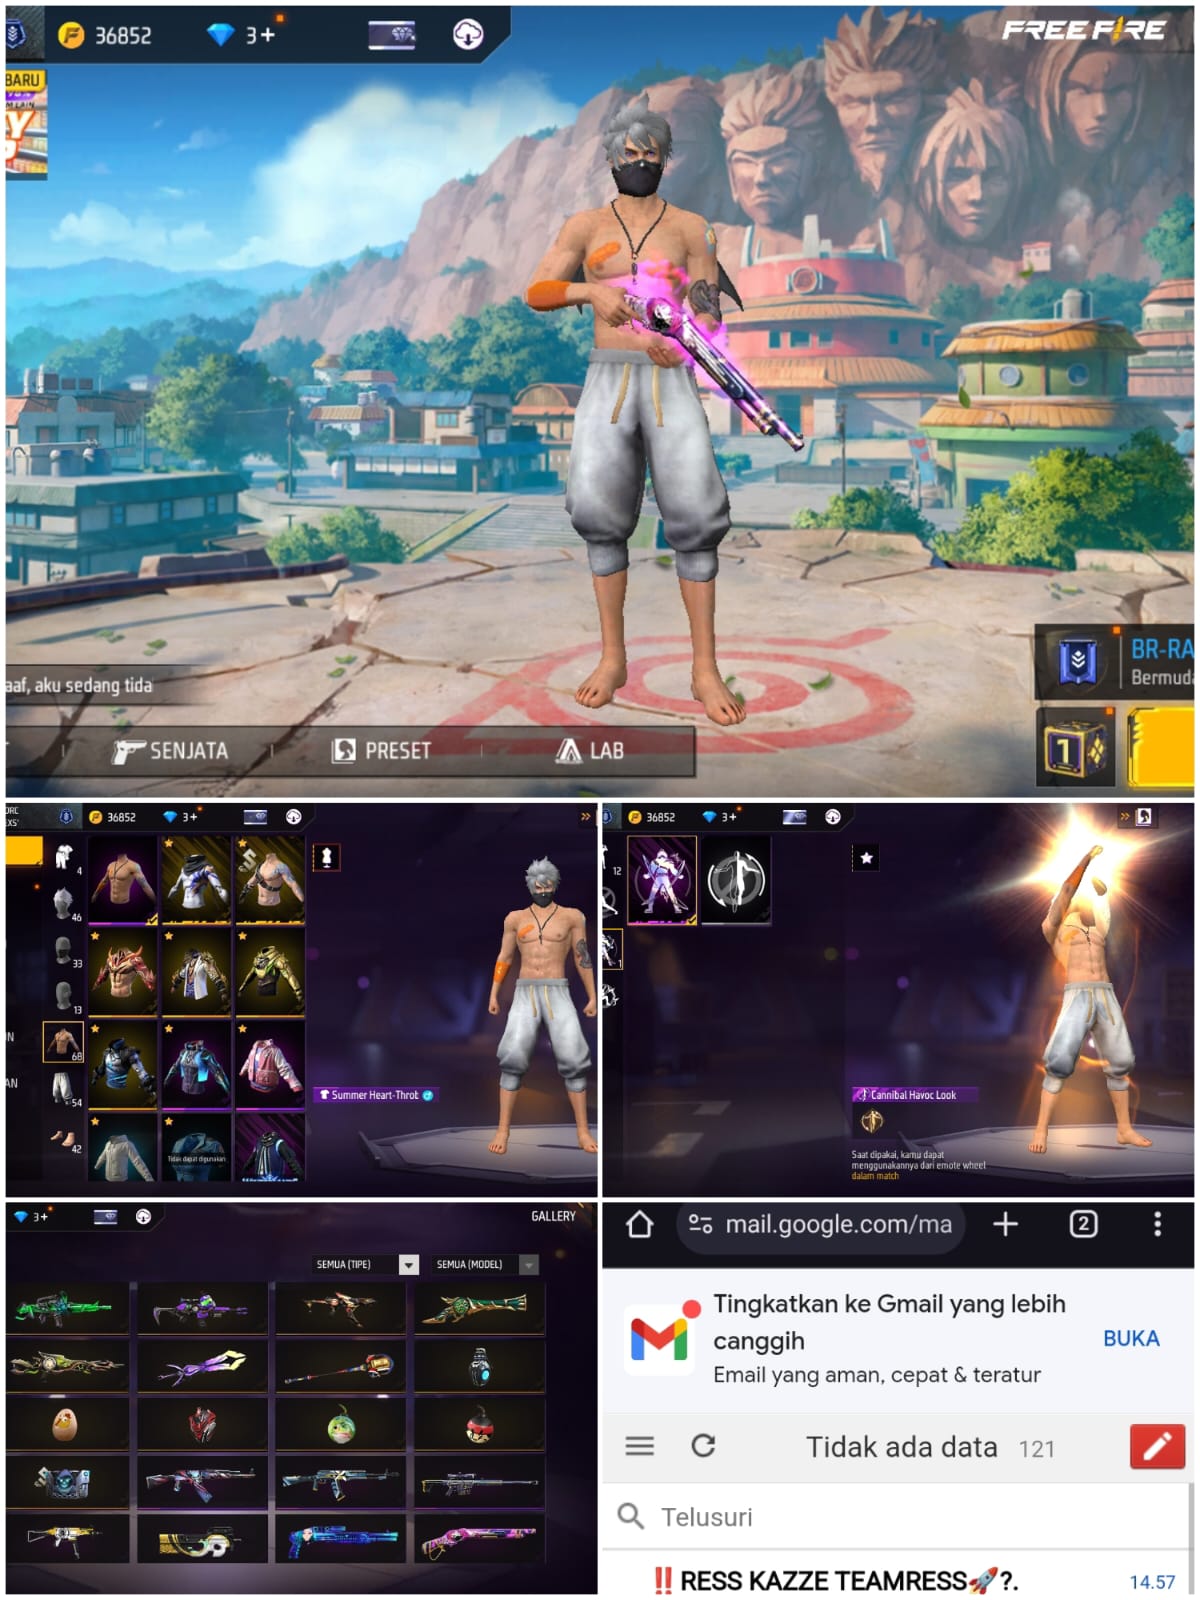 36852
3+
FREE FIRE
BARU
aaf, aku sedang tida
SENJATA
PRESET
LAB
BR-RA
Bermuda
1
36852
3+
4
46
33
13
68
54
42
Summer Heart-Throb
Tidak dapat digunakan
36852
3+
12
1
Cannibal Havoc Look
Saat dipakai, kamu dapat
menggunakannya dari emote wheel
dalam match
3+
GALLERY
SEMUA (TIPE)
SEMUA (MODEL)
mail.google.com/ma
2
Tingkatkan ke Gmail yang lebih
canggih
BUKA
Email yang aman, cepat & teratur
Tidak ada data 121
Telusuri
‼️RESS KAZZE TEAMRESS🚀?.
14.57